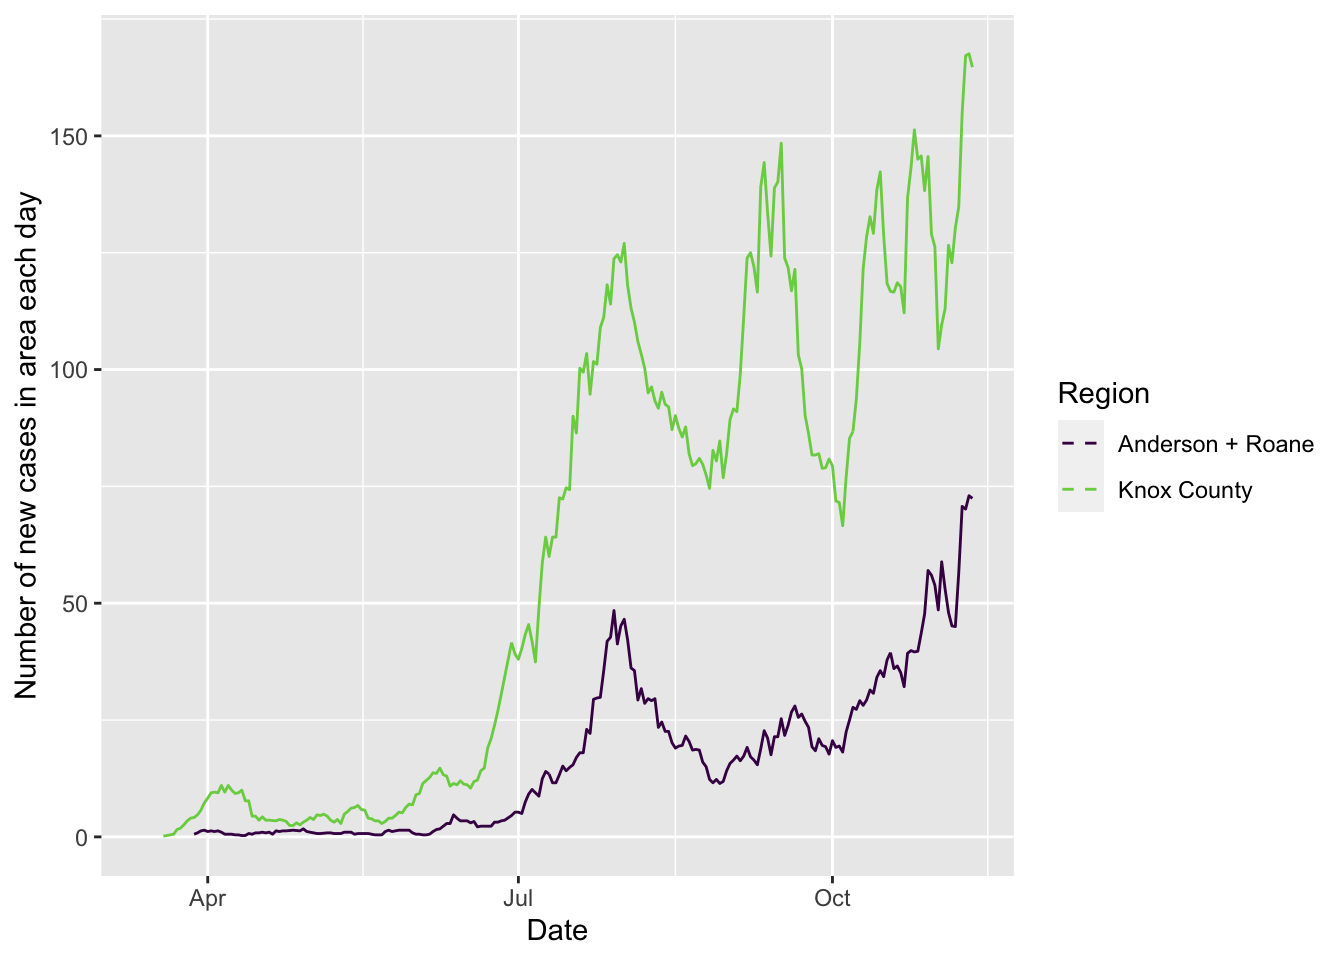 Number of new cases in area each day
150
100
50
0
Apr
Jul
Oct
Date
Region
Anderson + Roane
Knox County